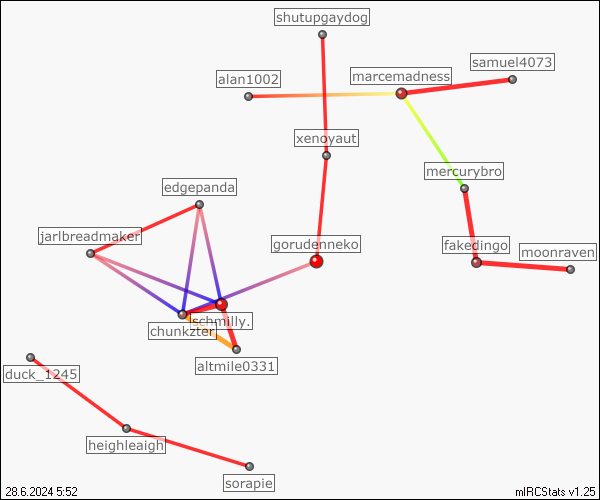 shutupgaydog
samuel4073
marcemadness
alan1002
xenoyaut
mercurybro
edgepanda
jarlbreadmaker
gorudenneko
fakedingo
moonraven
schmilly.
chunkzter
altmile0331
duck_1245
heighleaigh
sorapie
28.6.2024 5:52
mIRCStats v1.25